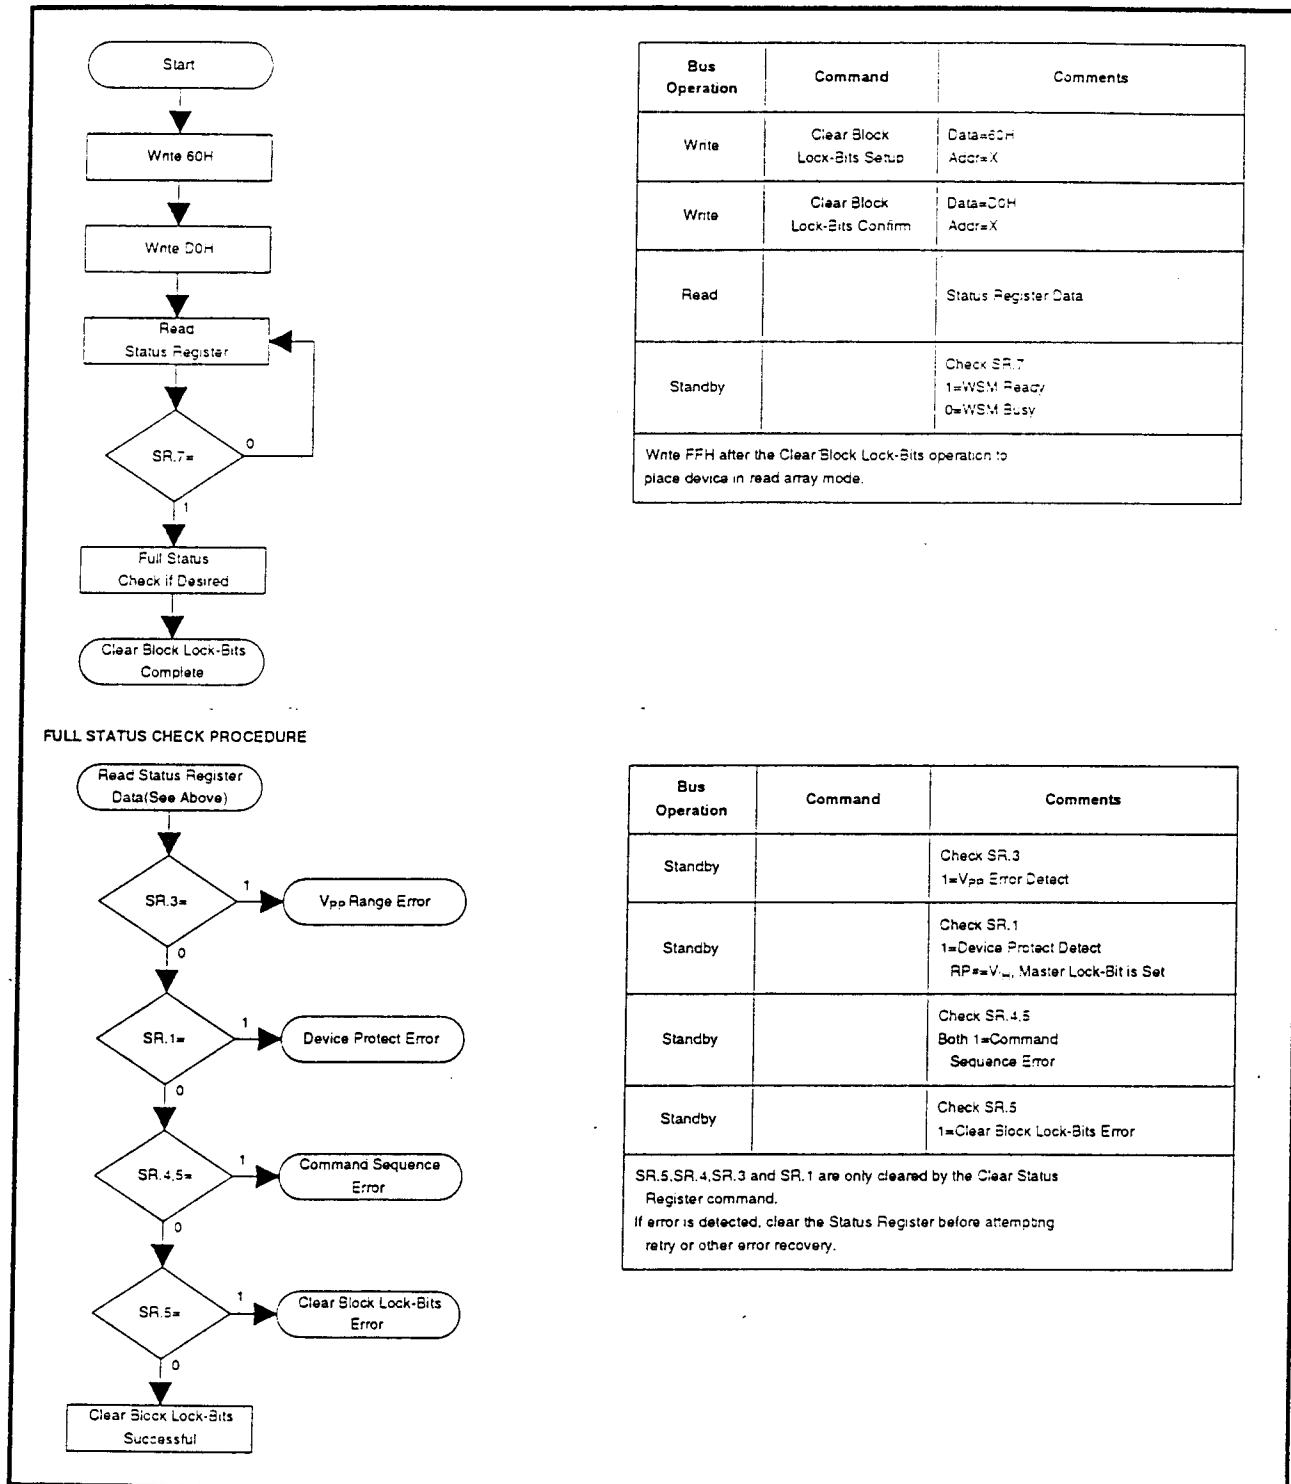 Start
Write 60H
Write D0H
Read
Status Register
SR.7=
0
1
Full Status
Check if Desired
Clear Block Lock-Bits
Complete
Bus
Operation
Command
Comments
Write
Clear Block
Lock-Bits Setup
Data=60H
Addr=X
Write
Clear Block
Lock-Bits Confirm
Data=D0H
Addr=X
Read
Status Register Data
Standby
Check SR.7
1=WSM Ready
0=WSM Busy
Write FFH after the Clear Block Lock-Bits operation to
place device in read array mode.
FULL STATUS CHECK PROCEDURE
Read Status Register
Data(See Above)
SR.3=
1
VPP Range Error
0
SR.1=
1
Device Protect Error
0
SR.4,5=
1
Command Sequence
Error
0
SR.5=
1
Clear Block Lock-Bits
Error
0
Clear Block Lock-Bits
Successful
Bus
Operation
Command
Comments
Standby
Check SR.3
1=VPP Error Detect
Standby
Check SR.1
1=Device Protect Detect
Master Lock-Bit is Set
Standby
Check SR.4,5
Both 1=Command
Sequence Error
Standby
Check SR.5
1=Clear Block Lock-Bits Error
SR.5,SR.4,SR.3 and SR.1 are only cleared by the Clear Status
Register command.
If error is detected, clear the Status Register before attempting
retry or other error recovery.